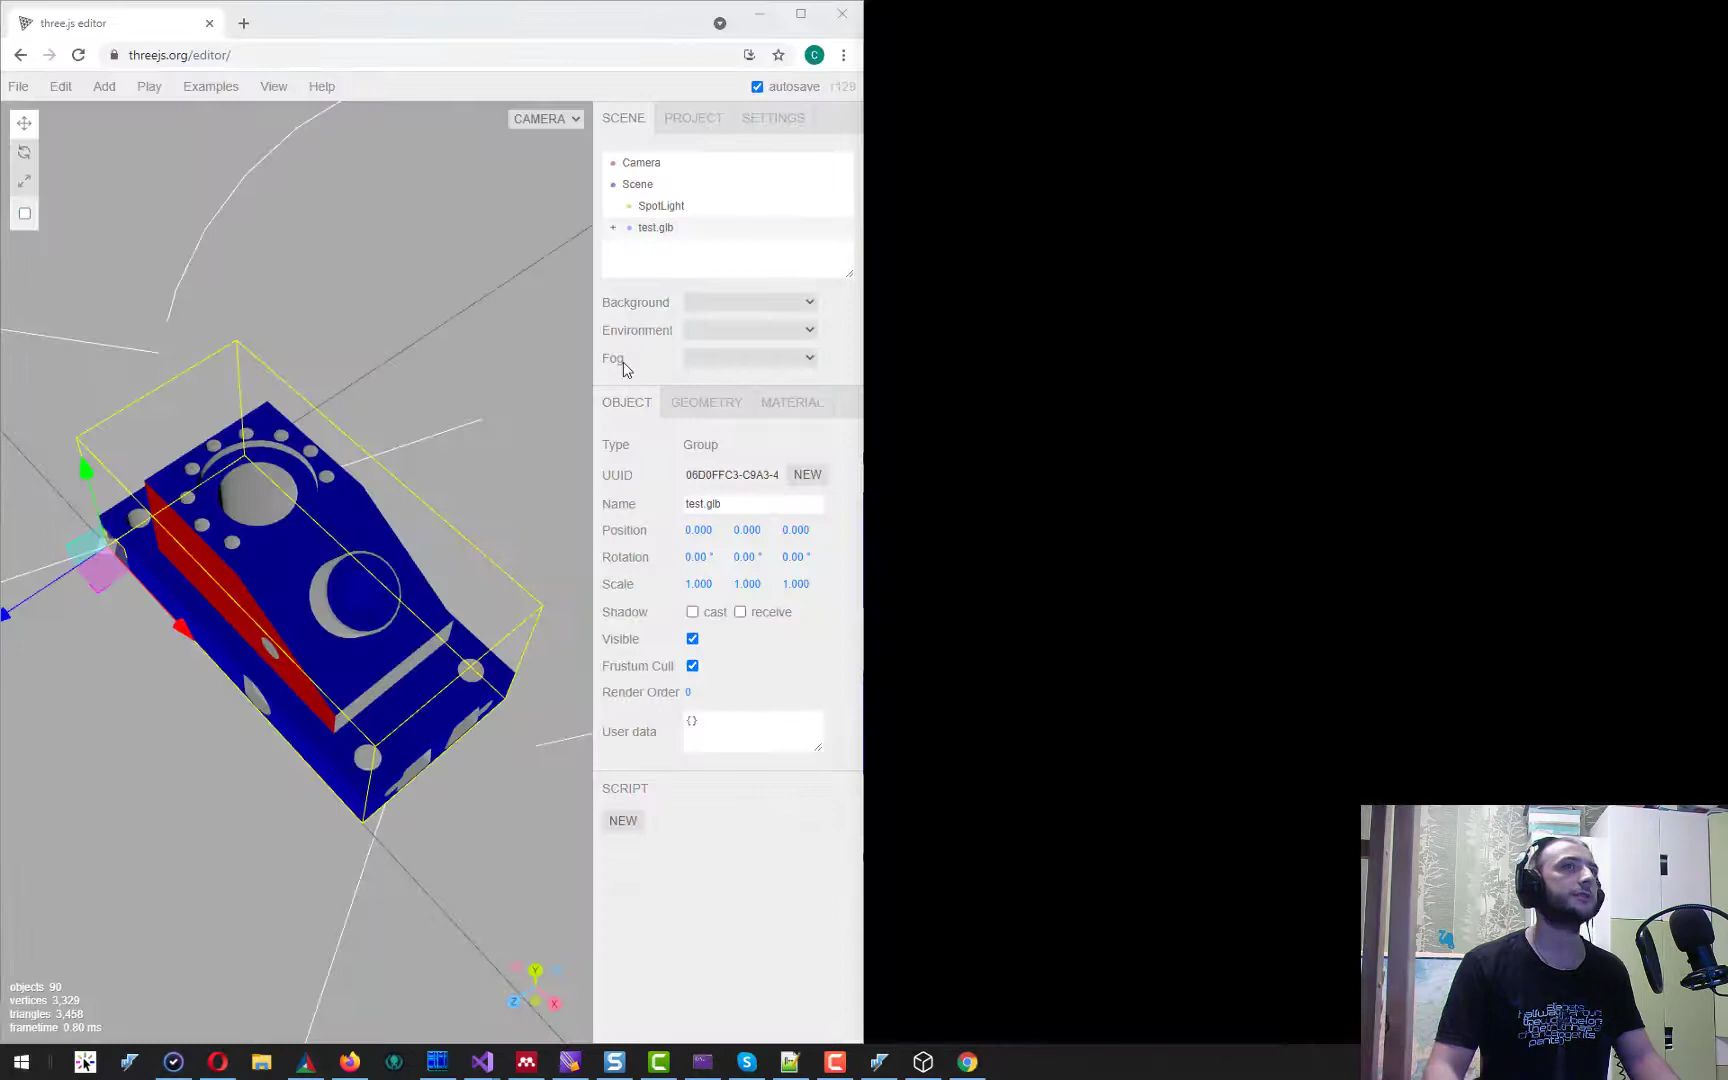 three.js editor
threejs.org/editor/
C
File Edit Add Play Examples View Help
autosave r129
CAMERA
SCENE PROJECT SETTINGS
Camera
Scene
SpotLight
+ test.glb
Background
Environment
Fog
OBJECT GEOMETRY MATERIAL
Type Group
UUID 06D0FFC3-C9A3-4 NEW
Name test.glb
Position 0.000 0.000 0.000
Rotation 0.00 ° 0.00 ° 0.00 °
Scale 1.000 1.000 1.000
Shadow cast receive
Visible
Frustum Cull
Render Order 0
User data {}
SCRIPT
NEW
Y
Z X
objects 90
vertices 3,329
triangles 3,458
frametime 0.80 ms